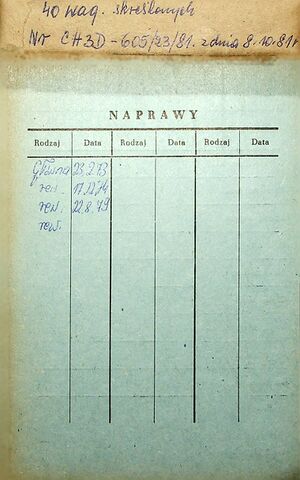 40 wag. skreślonych
Nr CH3D-605/23/81. z dnia 8.10.81r
NAPRAWY
Rodzaj Data Rodzaj Data Rodzaj Data
Główna 23.2.73
rew. 17.12.74
rew. 22.8.79
rew.